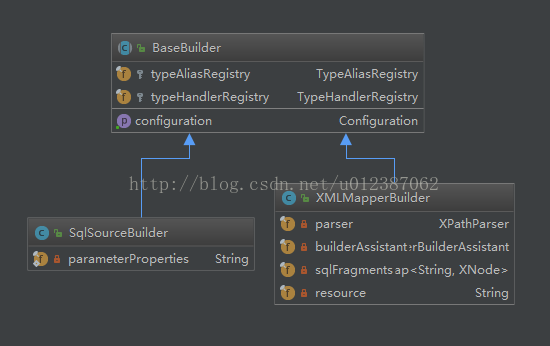 BaseBuilder
typeAliasRegistry TypeAliasRegistry
typeHandlerRegistry TypeHandlerRegistry
configuration Configuration
http://blog.csdn.net/u012387062
XMLMapperBuilder
parser XPathParser
builderAssistant:rBuilderAssistant
sqlFragments ap<String, XNode>
resource String
SqlSourceBuilder
parameterProperties String